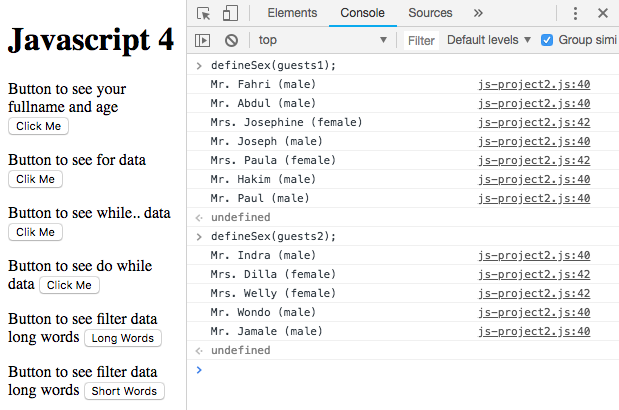 Javascript 4
Button to see your
fullname and age
Click Me
Button to see for data
Clik Me
Button to see while.. data
Clik Me
Button to see do while
data Click Me
Button to see filter data
long words Long Words
Button to see filter data
long words Short Words
Elements Console Sources »
top Filter Default levels Group simi
> defineSex(guests1);
Mr. Fahri (male) js-project2.js:40
Mr. Abdul (male) js-project2.js:40
Mrs. Josephine (female) js-project2.js:42
Mr. Joseph (male) js-project2.js:40
Mrs. Paula (female) js-project2.js:42
Mr. Hakim (male) js-project2.js:40
Mr. Paul (male) js-project2.js:40
undefined
> defineSex(guests2);
Mr. Indra (male) js-project2.js:40
Mrs. Dilla (female) js-project2.js:42
Mrs. Welly (female) js-project2.js:42
Mr. Wondo (male) js-project2.js:40
Mr. Jamale (male) js-project2.js:40
undefined
>